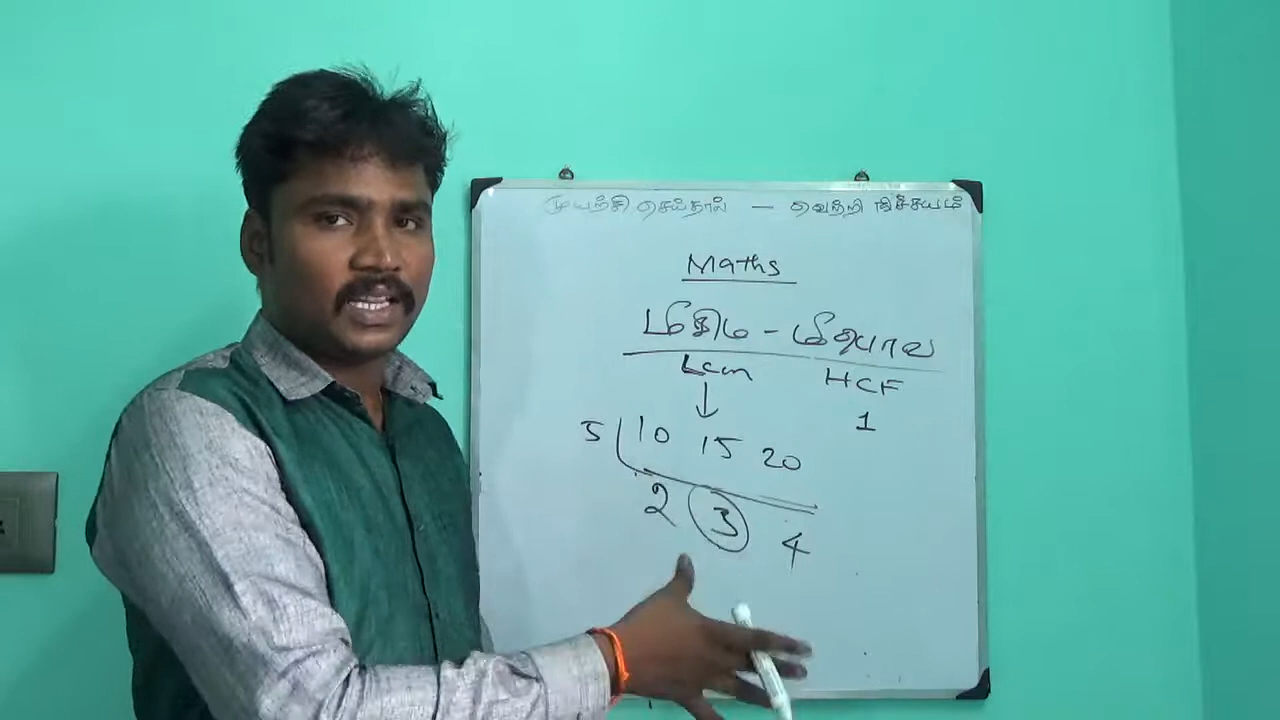 முயற்சி செய்தால் — வெற்றி நிச்சயம்
Maths
மீசிம - மீபொவ
Lcm HCF
↓ 1
5 10 15 20
2 3 4